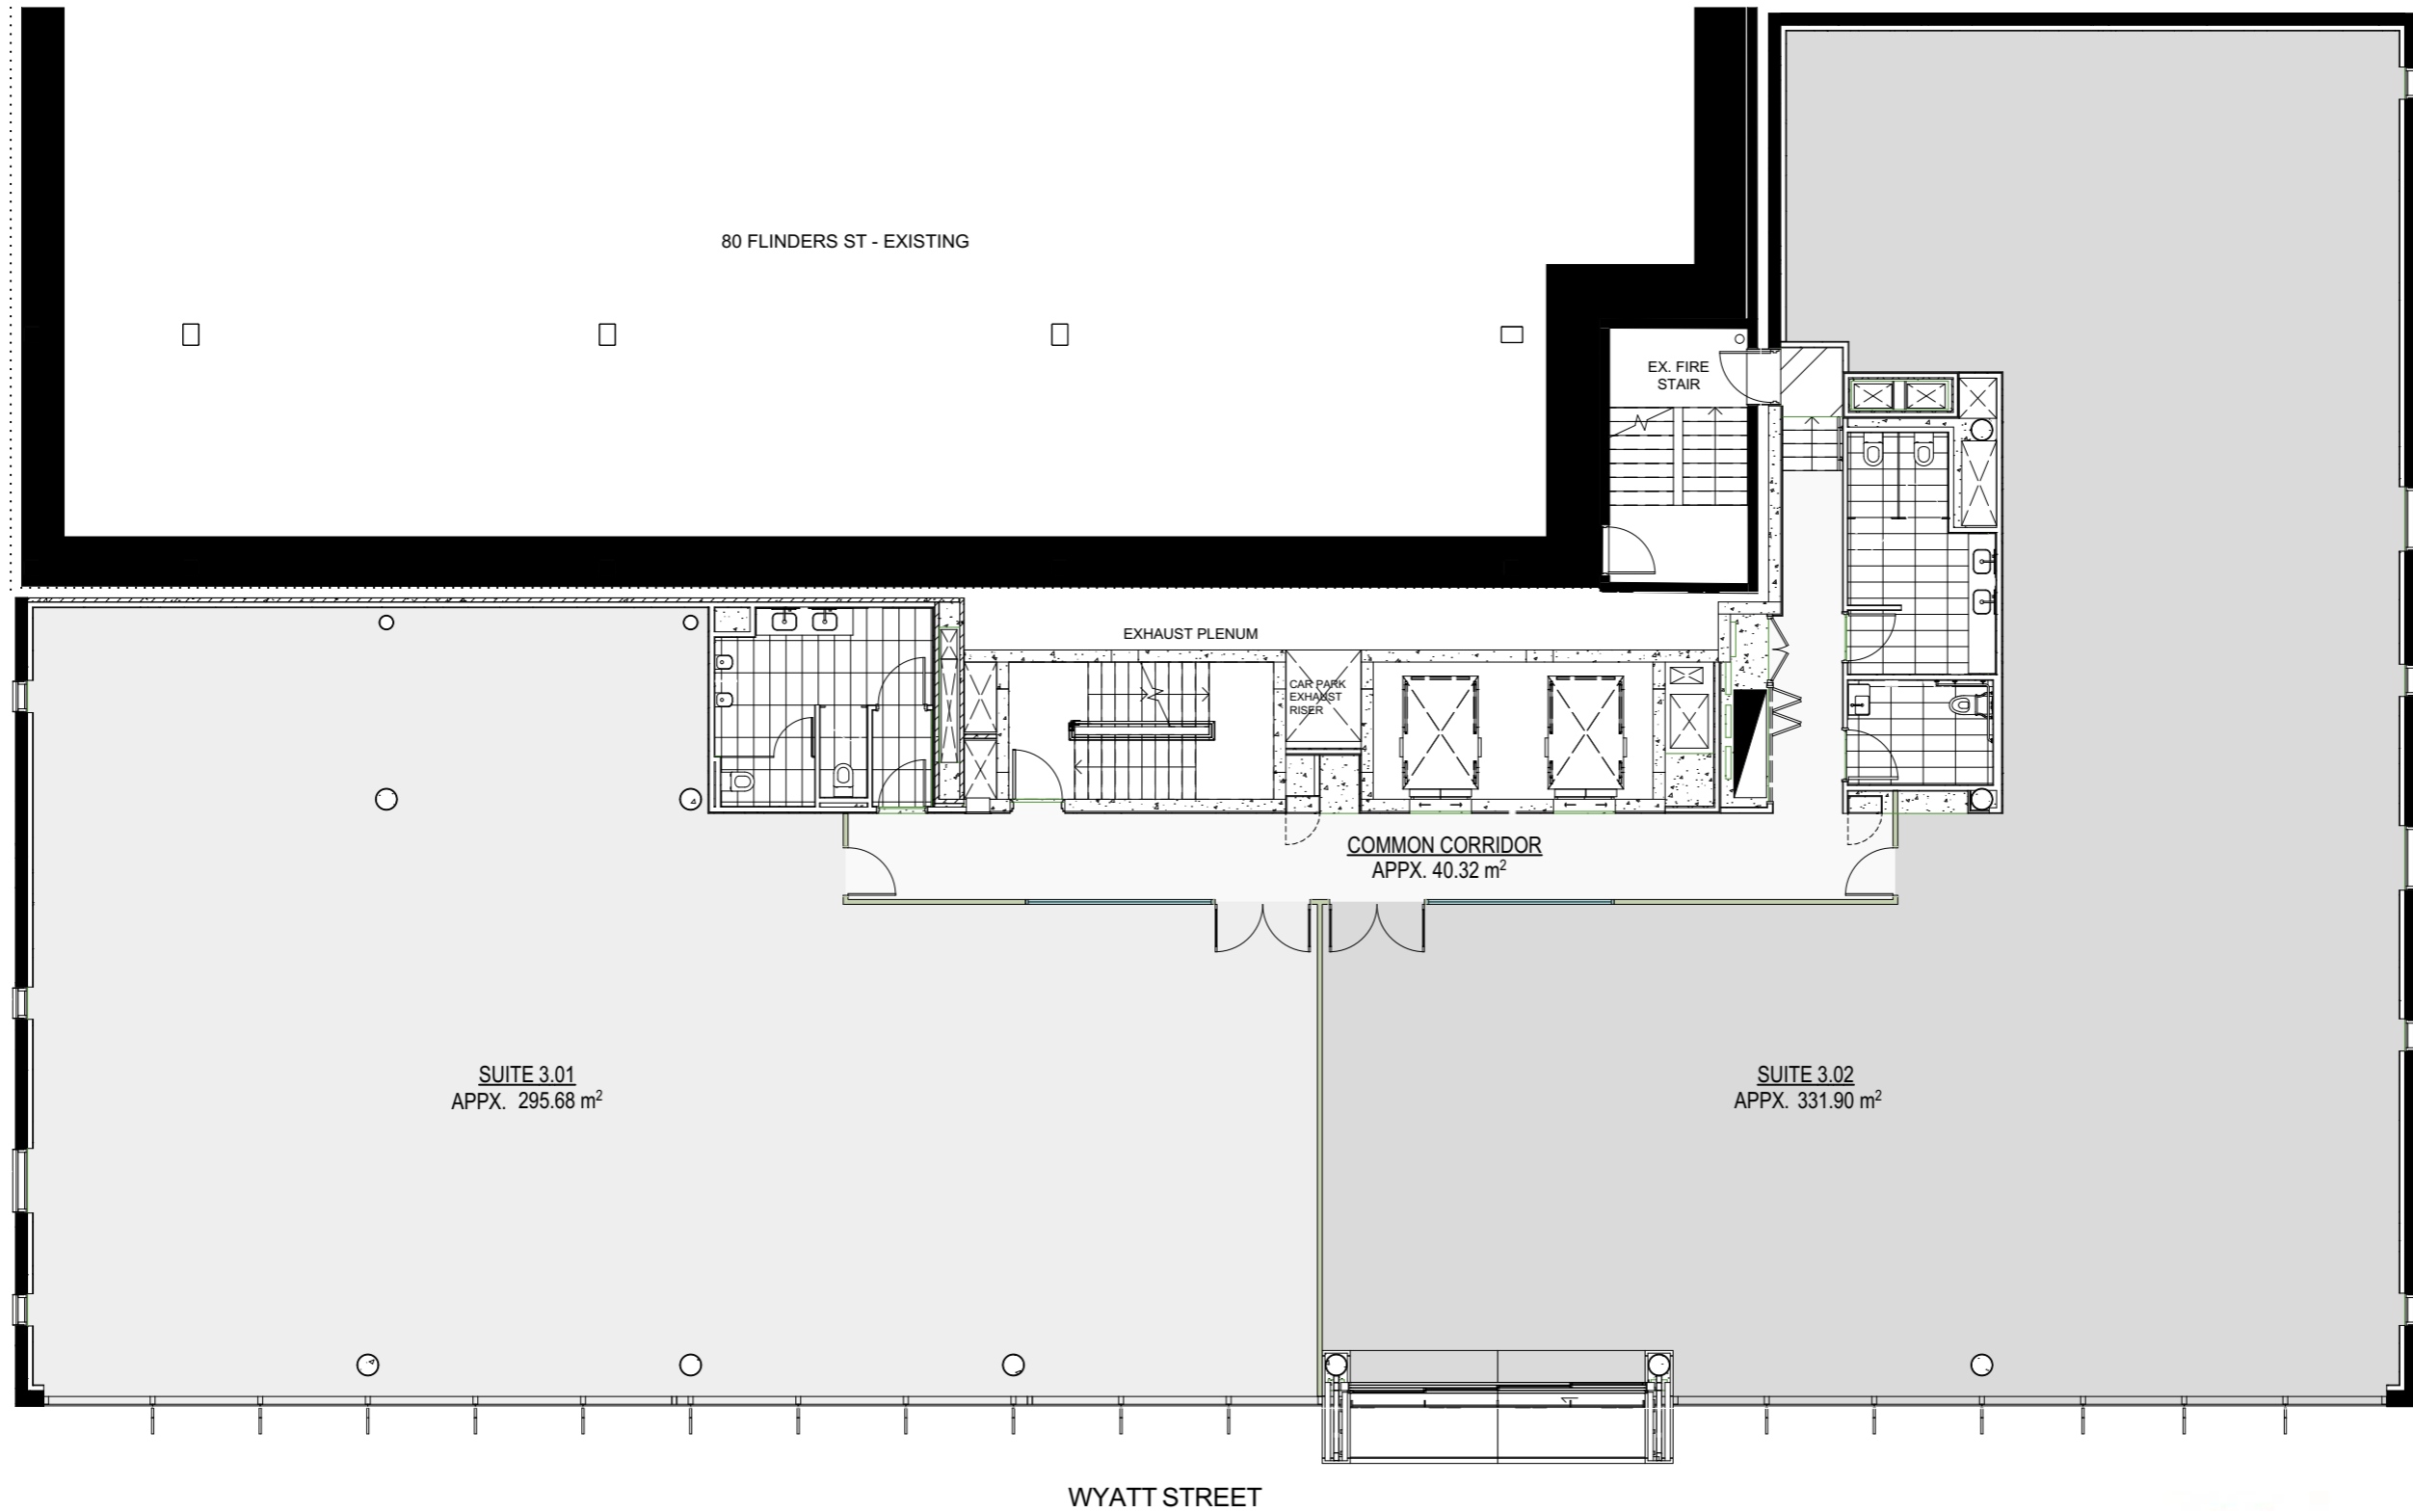 80 FLINDERS ST - EXISTING
EX. FIRE
STAIR
EXHAUST PLENUM
CAR PARK
EXHAUST
RISER
COMMON CORRIDOR
APPX. 40.32 m²
SUITE 3.01
APPX. 295.68 m²
SUITE 3.02
APPX. 331.90 m²
WYATT STREET